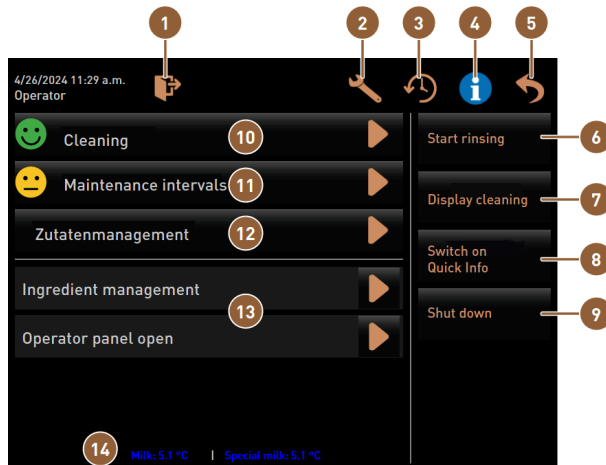 1
2
3
4
5
4/26/2024 11:29 a.m.
Operator
Cleaning
10
Start rinsing
6
Maintenance intervals
11
Display cleaning
7
Zutatenmanagement
12
Switch on
Quick Info
8
Ingredient management
13
Shut down
9
Operator panel open
14
Milk: 5.1 °C | Special milk: 5.1 °C